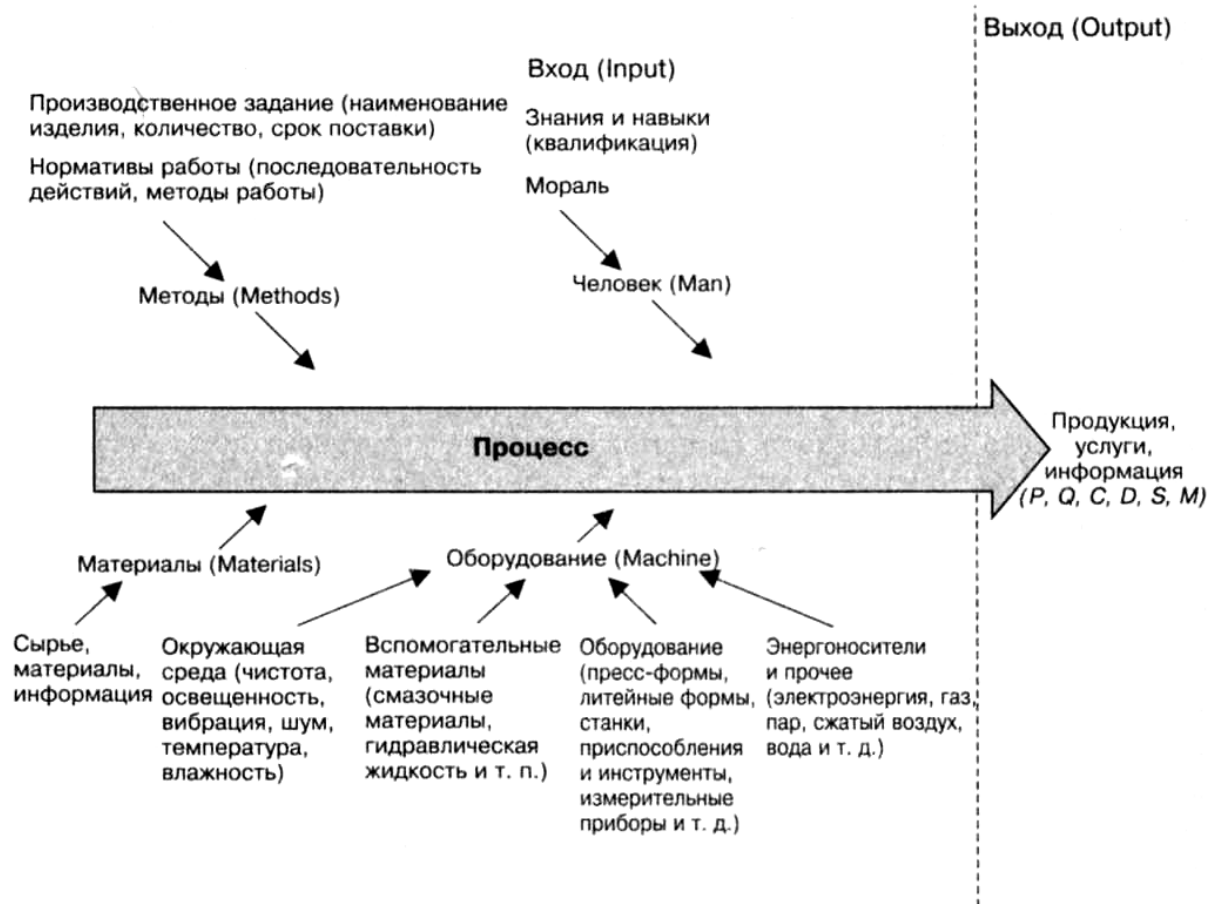 Выход (Output)
Вход (Input)
Производственное задание (наименование
изделия, количество, срок поставки)
Нормативы работы (последовательность
действий, методы работы)
Знания и навыки
(квалификация)
Мораль
Методы (Methods)
Человек (Man)
Процесс
Продукция,
услуги,
информация
(P, Q, C, D, S, M)
Материалы (Materials)
Оборудование (Machine)
Сырье,
материалы,
информация
Окружающая
среда (чистота,
освещенность,
вибрация, шум,
температура,
влажность)
Вспомогательные
материалы
(смазочные
материалы,
гидравлическая
жидкость и т. п.)
Оборудование
(пресс-формы,
литейные формы,
станки,
приспособления
и инструменты,
измерительные
приборы и т. д.)
Энергоносители
и прочее
(электроэнергия, газ,
пар, сжатый воздух,
вода и т. д.)